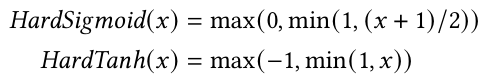 HardSigmoid(x) = max(0, min(1, (x + 1)/2))
HardTanh(x) = max(−1, min(1, x))